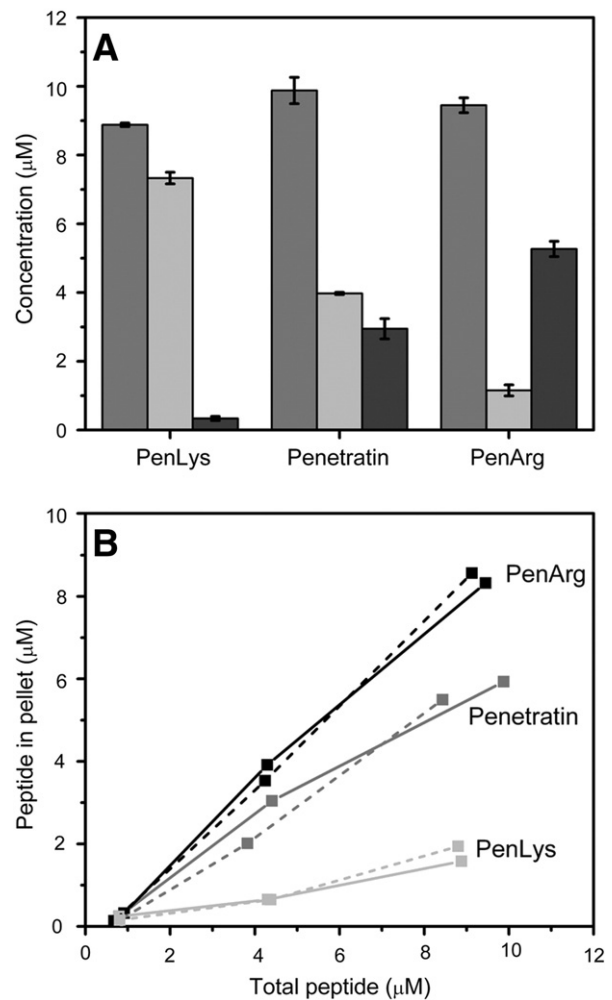 A
12
10
8
6
4
2
0
Concentration (μM)
PenLys Penetratin PenArg
B
10
8
6
4
2
0
Peptide in pellet (μM)
PenArg
Penetratin
PenLys
0 2 4 6 8 10 12
Total peptide (μM)